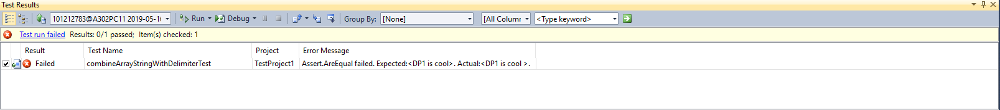 Test Results
101212783@A302PC11 2019-05-16 Run Debug Group By: [None] [All Column <Type keyword>
Test run failed Results: 0/1 passed; Item(s) checked: 1
Result Test Name Project Error Message
Failed combineArrayStringWithDelimiterTest TestProject1 Assert.AreEqual failed. Expected:<DP1 is cool>. Actual:<DP1 is cool >.